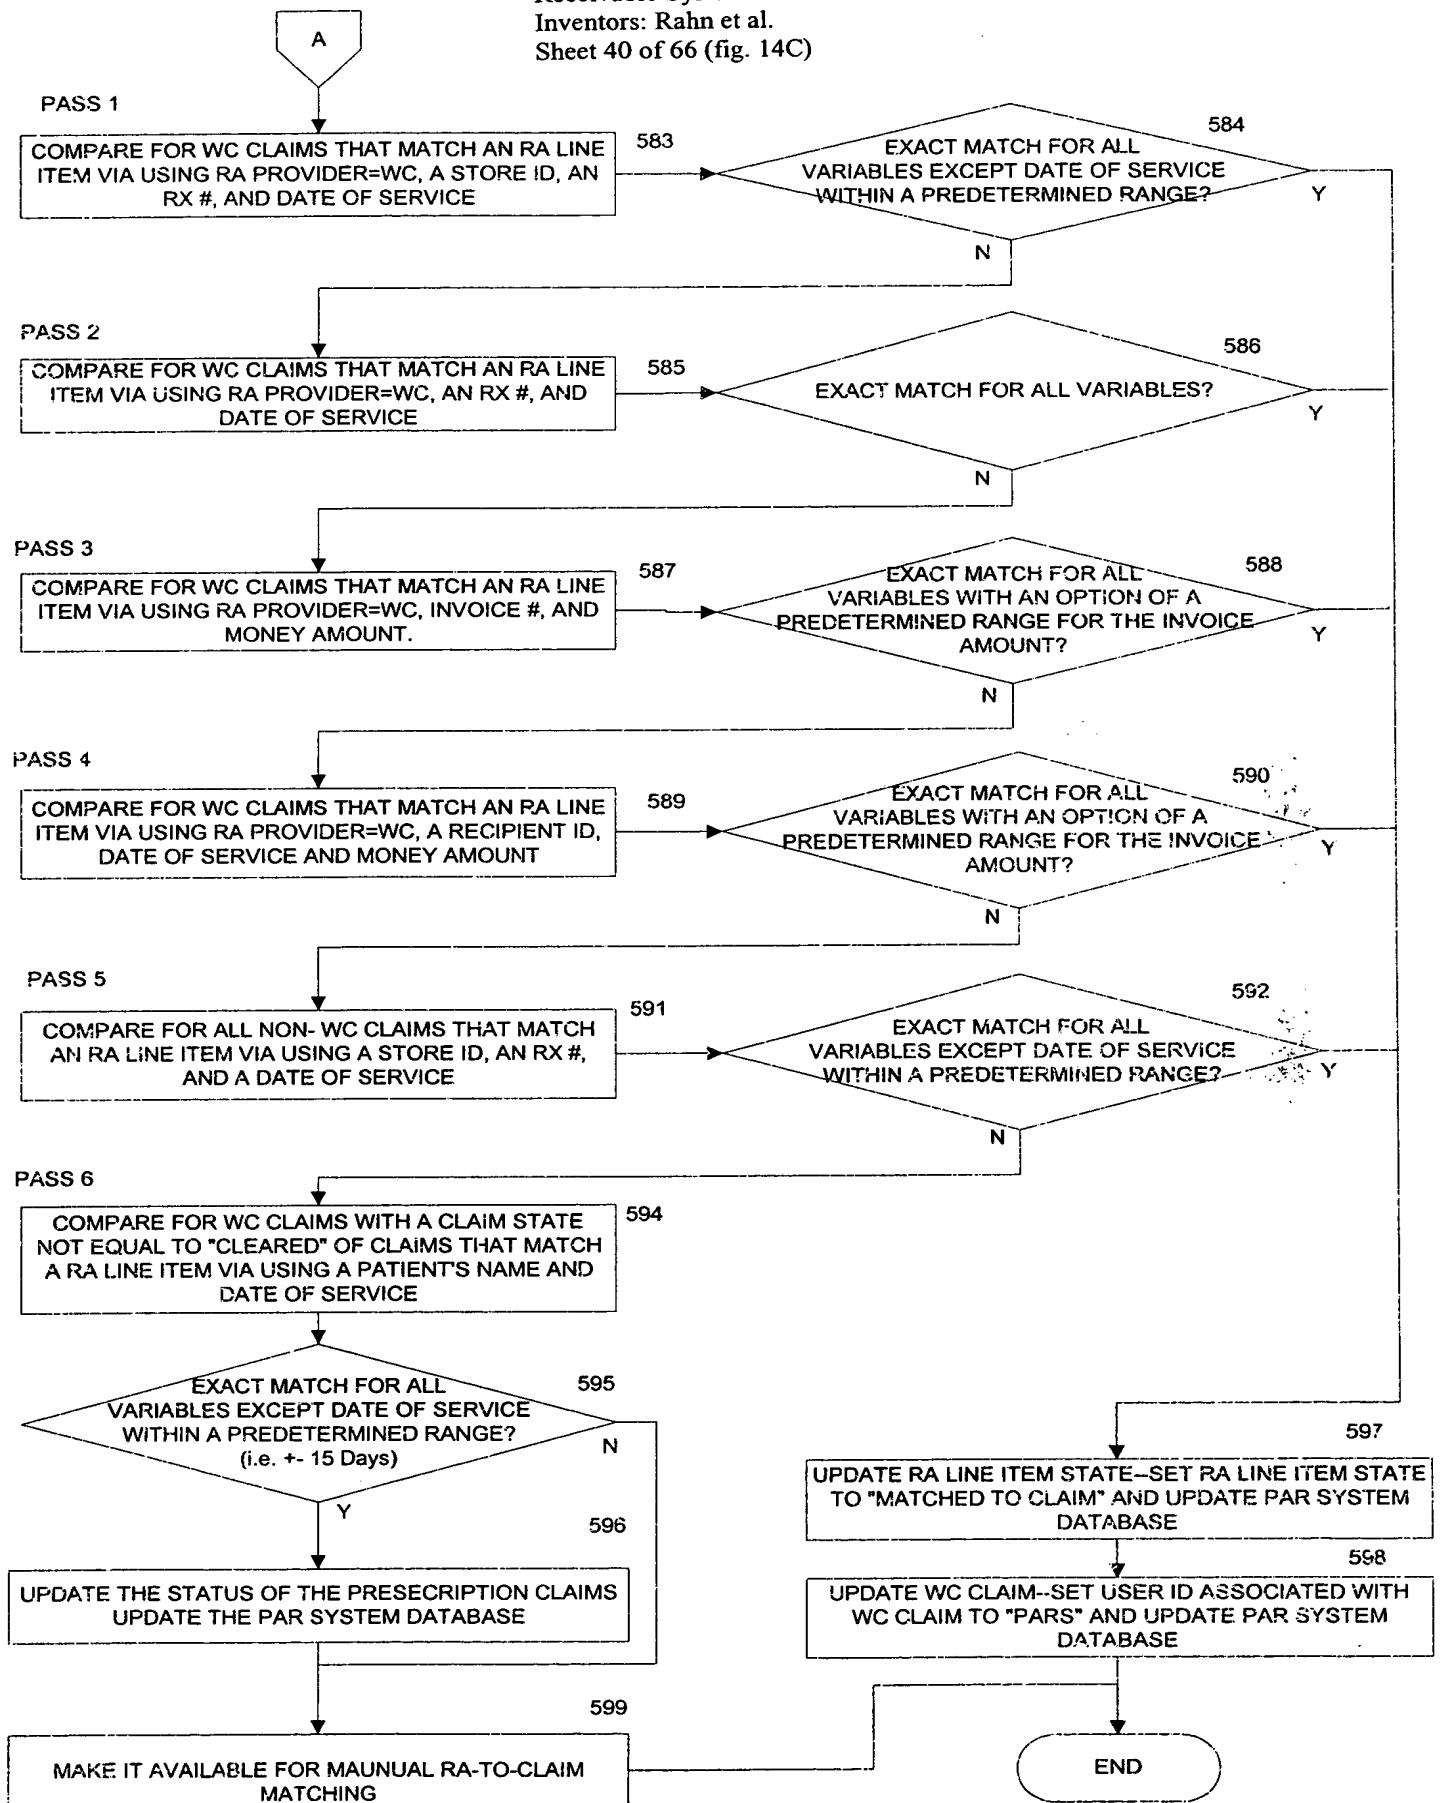 Inventors: Rahn et al.
Sheet 40 of 66 (fig. 14C)
A
PASS 1
COMPARE FOR WC CLAIMS THAT MATCH AN RA LINE
ITEM VIA USING RA PROVIDER=WC, A STORE ID, AN
RX #, AND DATE OF SERVICE
583
EXACT MATCH FOR ALL
VARIABLES EXCEPT DATE OF SERVICE
WITHIN A PREDETERMINED RANGE?
584
Y
N
PASS 2
COMPARE FOR WC CLAIMS THAT MATCH AN RA LINE
ITEM VIA USING RA PROVIDER=WC, AN RX #, AND
DATE OF SERVICE
585
EXACT MATCH FOR ALL VARIABLES?
586
Y
N
PASS 3
COMPARE FOR WC CLAIMS THAT MATCH AN RA LINE
ITEM VIA USING RA PROVIDER=WC, INVOICE #, AND
MONEY AMOUNT.
587
EXACT MATCH FOR ALL
VARIABLES WITH AN OPTION OF A
PREDETERMINED RANGE FOR THE INVOICE
AMOUNT?
588
Y
N
PASS 4
COMPARE FOR WC CLAIMS THAT MATCH AN RA LINE
ITEM VIA USING RA PROVIDER=WC, A RECIPIENT ID,
DATE OF SERVICE AND MONEY AMOUNT
589
EXACT MATCH FOR ALL
VARIABLES WITH AN OPTION OF A
PREDETERMINED RANGE FOR THE INVOICE
AMOUNT?
590
Y
N
PASS 5
COMPARE FOR ALL NON- WC CLAIMS THAT MATCH
AN RA LINE ITEM VIA USING A STORE ID, AN RX #,
AND A DATE OF SERVICE
591
EXACT MATCH FOR ALL
VARIABLES EXCEPT DATE OF SERVICE
WITHIN A PREDETERMINED RANGE?
592
Y
N
PASS 6
COMPARE FOR WC CLAIMS WITH A CLAIM STATE
NOT EQUAL TO "CLEARED" OF CLAIMS THAT MATCH
A RA LINE ITEM VIA USING A PATIENT'S NAME AND
DATE OF SERVICE
594
EXACT MATCH FOR ALL
VARIABLES EXCEPT DATE OF SERVICE
WITHIN A PREDETERMINED RANGE?
(i.e. +- 15 Days)
595
N
Y
596
UPDATE THE STATUS OF THE PRESECRIPTION CLAIMS
UPDATE THE PAR SYSTEM DATABASE
597
UPDATE RA LINE ITEM STATE--SET RA LINE ITEM STATE
TO "MATCHED TO CLAIM" AND UPDATE PAR SYSTEM
DATABASE
598
UPDATE WC CLAIM--SET USER ID ASSOCIATED WITH
WC CLAIM TO "PARS" AND UPDATE PAR SYSTEM
DATABASE
599
MAKE IT AVAILABLE FOR MAUNUAL RA-TO-CLAIM
MATCHING
END